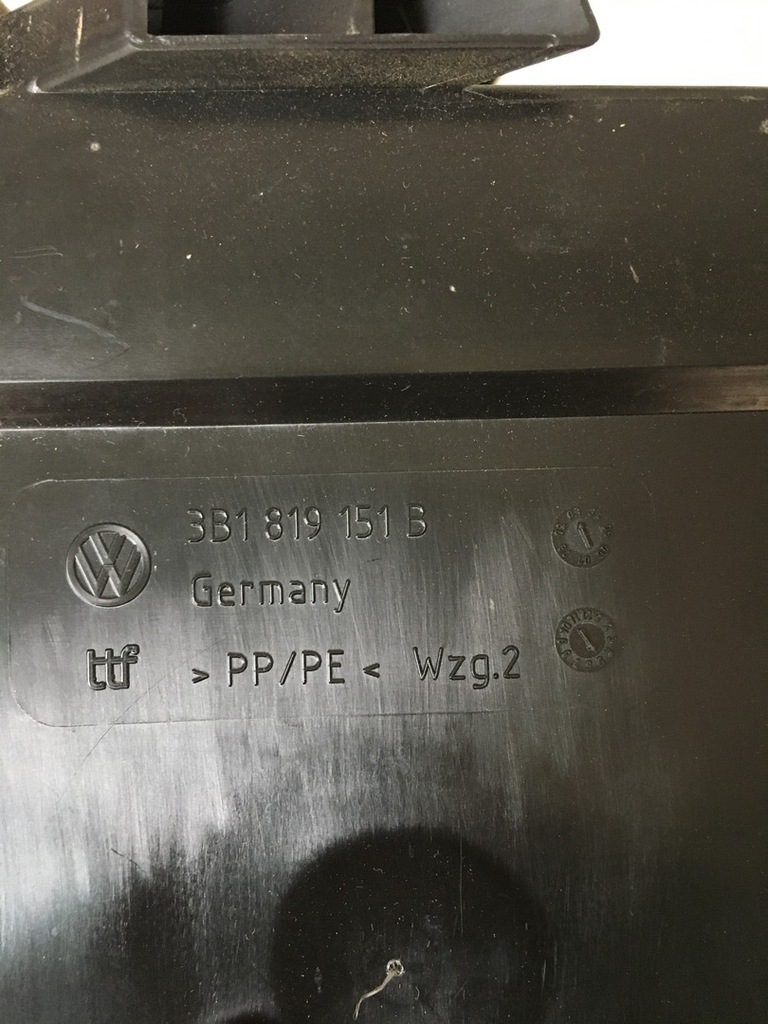 3B1 819 151 B
Germany
ttf > PP/PE < Wzg.2